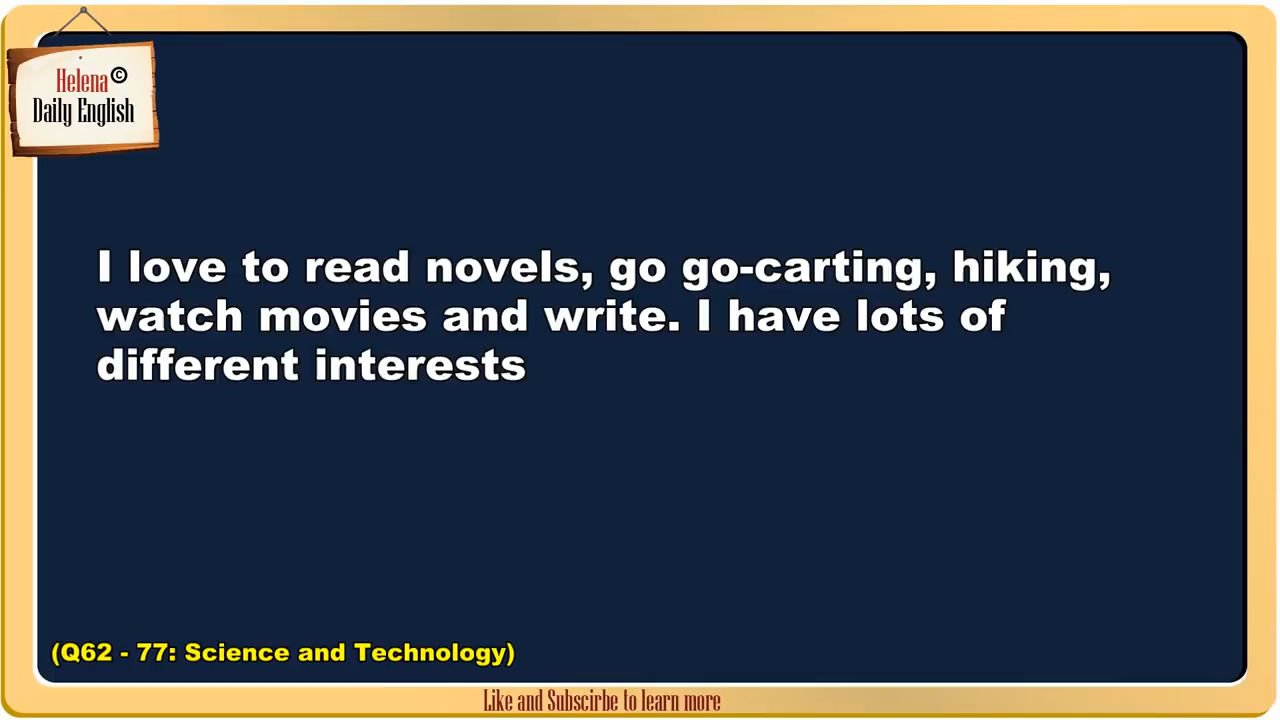 Helena ©
Daily English
I love to read novels, go go-carting, hiking,
watch movies and write. I have lots of
different interests
(Q62 - 77: Science and Technology)
Like and Subscirbe to learn more